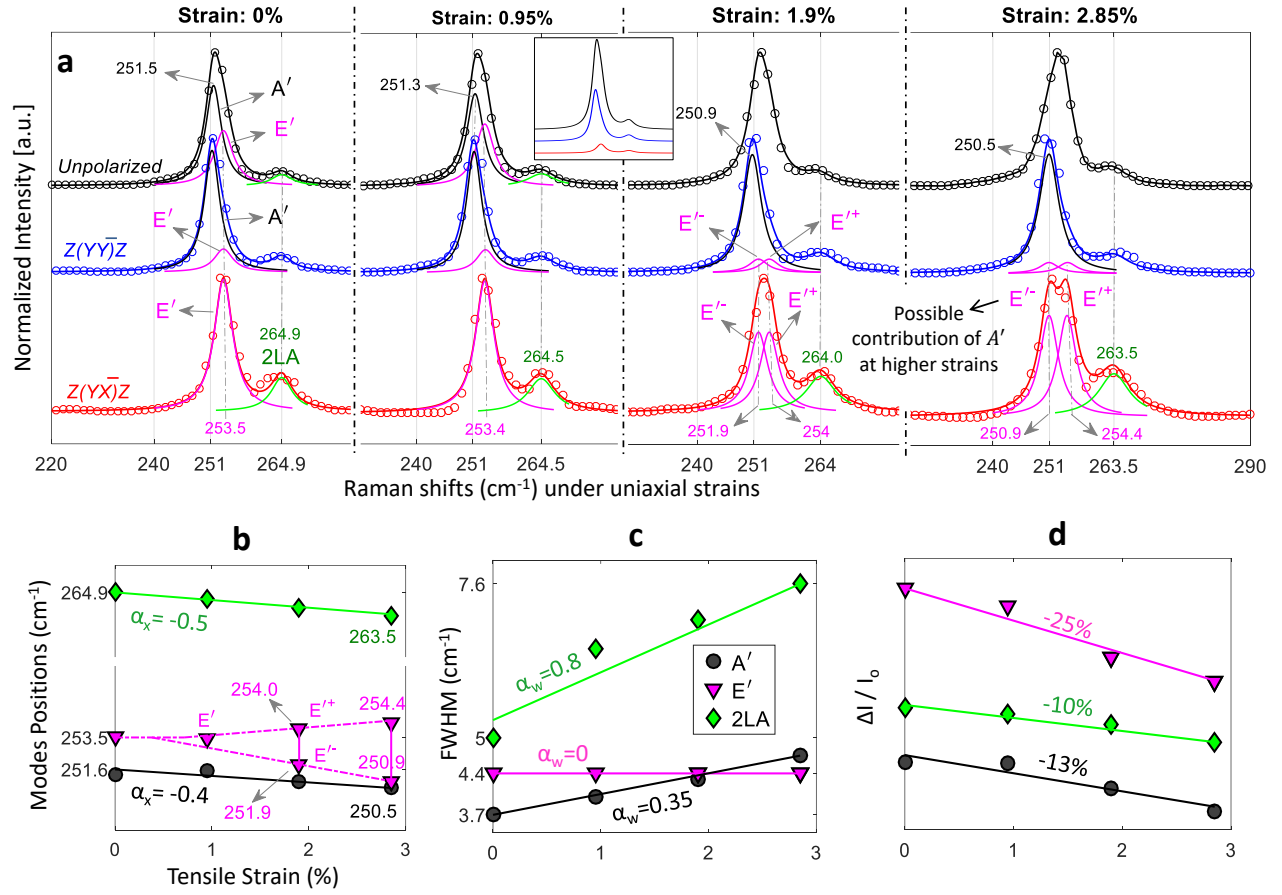 Strain: 0%
Strain: 0.95%
Strain: 1.9%
Strain: 2.85%
a
Normalized Intensity [a.u.]
251.5
A′
E′
Unpolarized
251.3
250.9
250.5
E′
A′
Z(YY)Z̅
E′-
E′+
E′
264.9
2LA
Z(YX)Z̅
253.5
264.5
253.4
E′-
E′+
264.0
251.9
254
Possible
contribution of A′
at higher strains
E′-
E′+
263.5
250.9
254.4
220
240
251
264.9
240
251
264.5
240
251
264
240
251
263.5
290
Raman shifts (cm-1) under uniaxial strains
b
Modes Positions (cm-1)
264.9
αx= -0.5
263.5
253.5
251.6
E′
254.0
E′+
254.4
E′-
250.9
αx= -0.4
251.9
250.5
0
1
2
3
Tensile Strain (%)
c
FWHM (cm-1)
7.6
5
4.4
3.7
αw=0.8
αw=0
αw=0.35
A′
E′
2LA
0
1
2
3
d
ΔI / Io
-25%
-10%
-13%
0
1
2
3